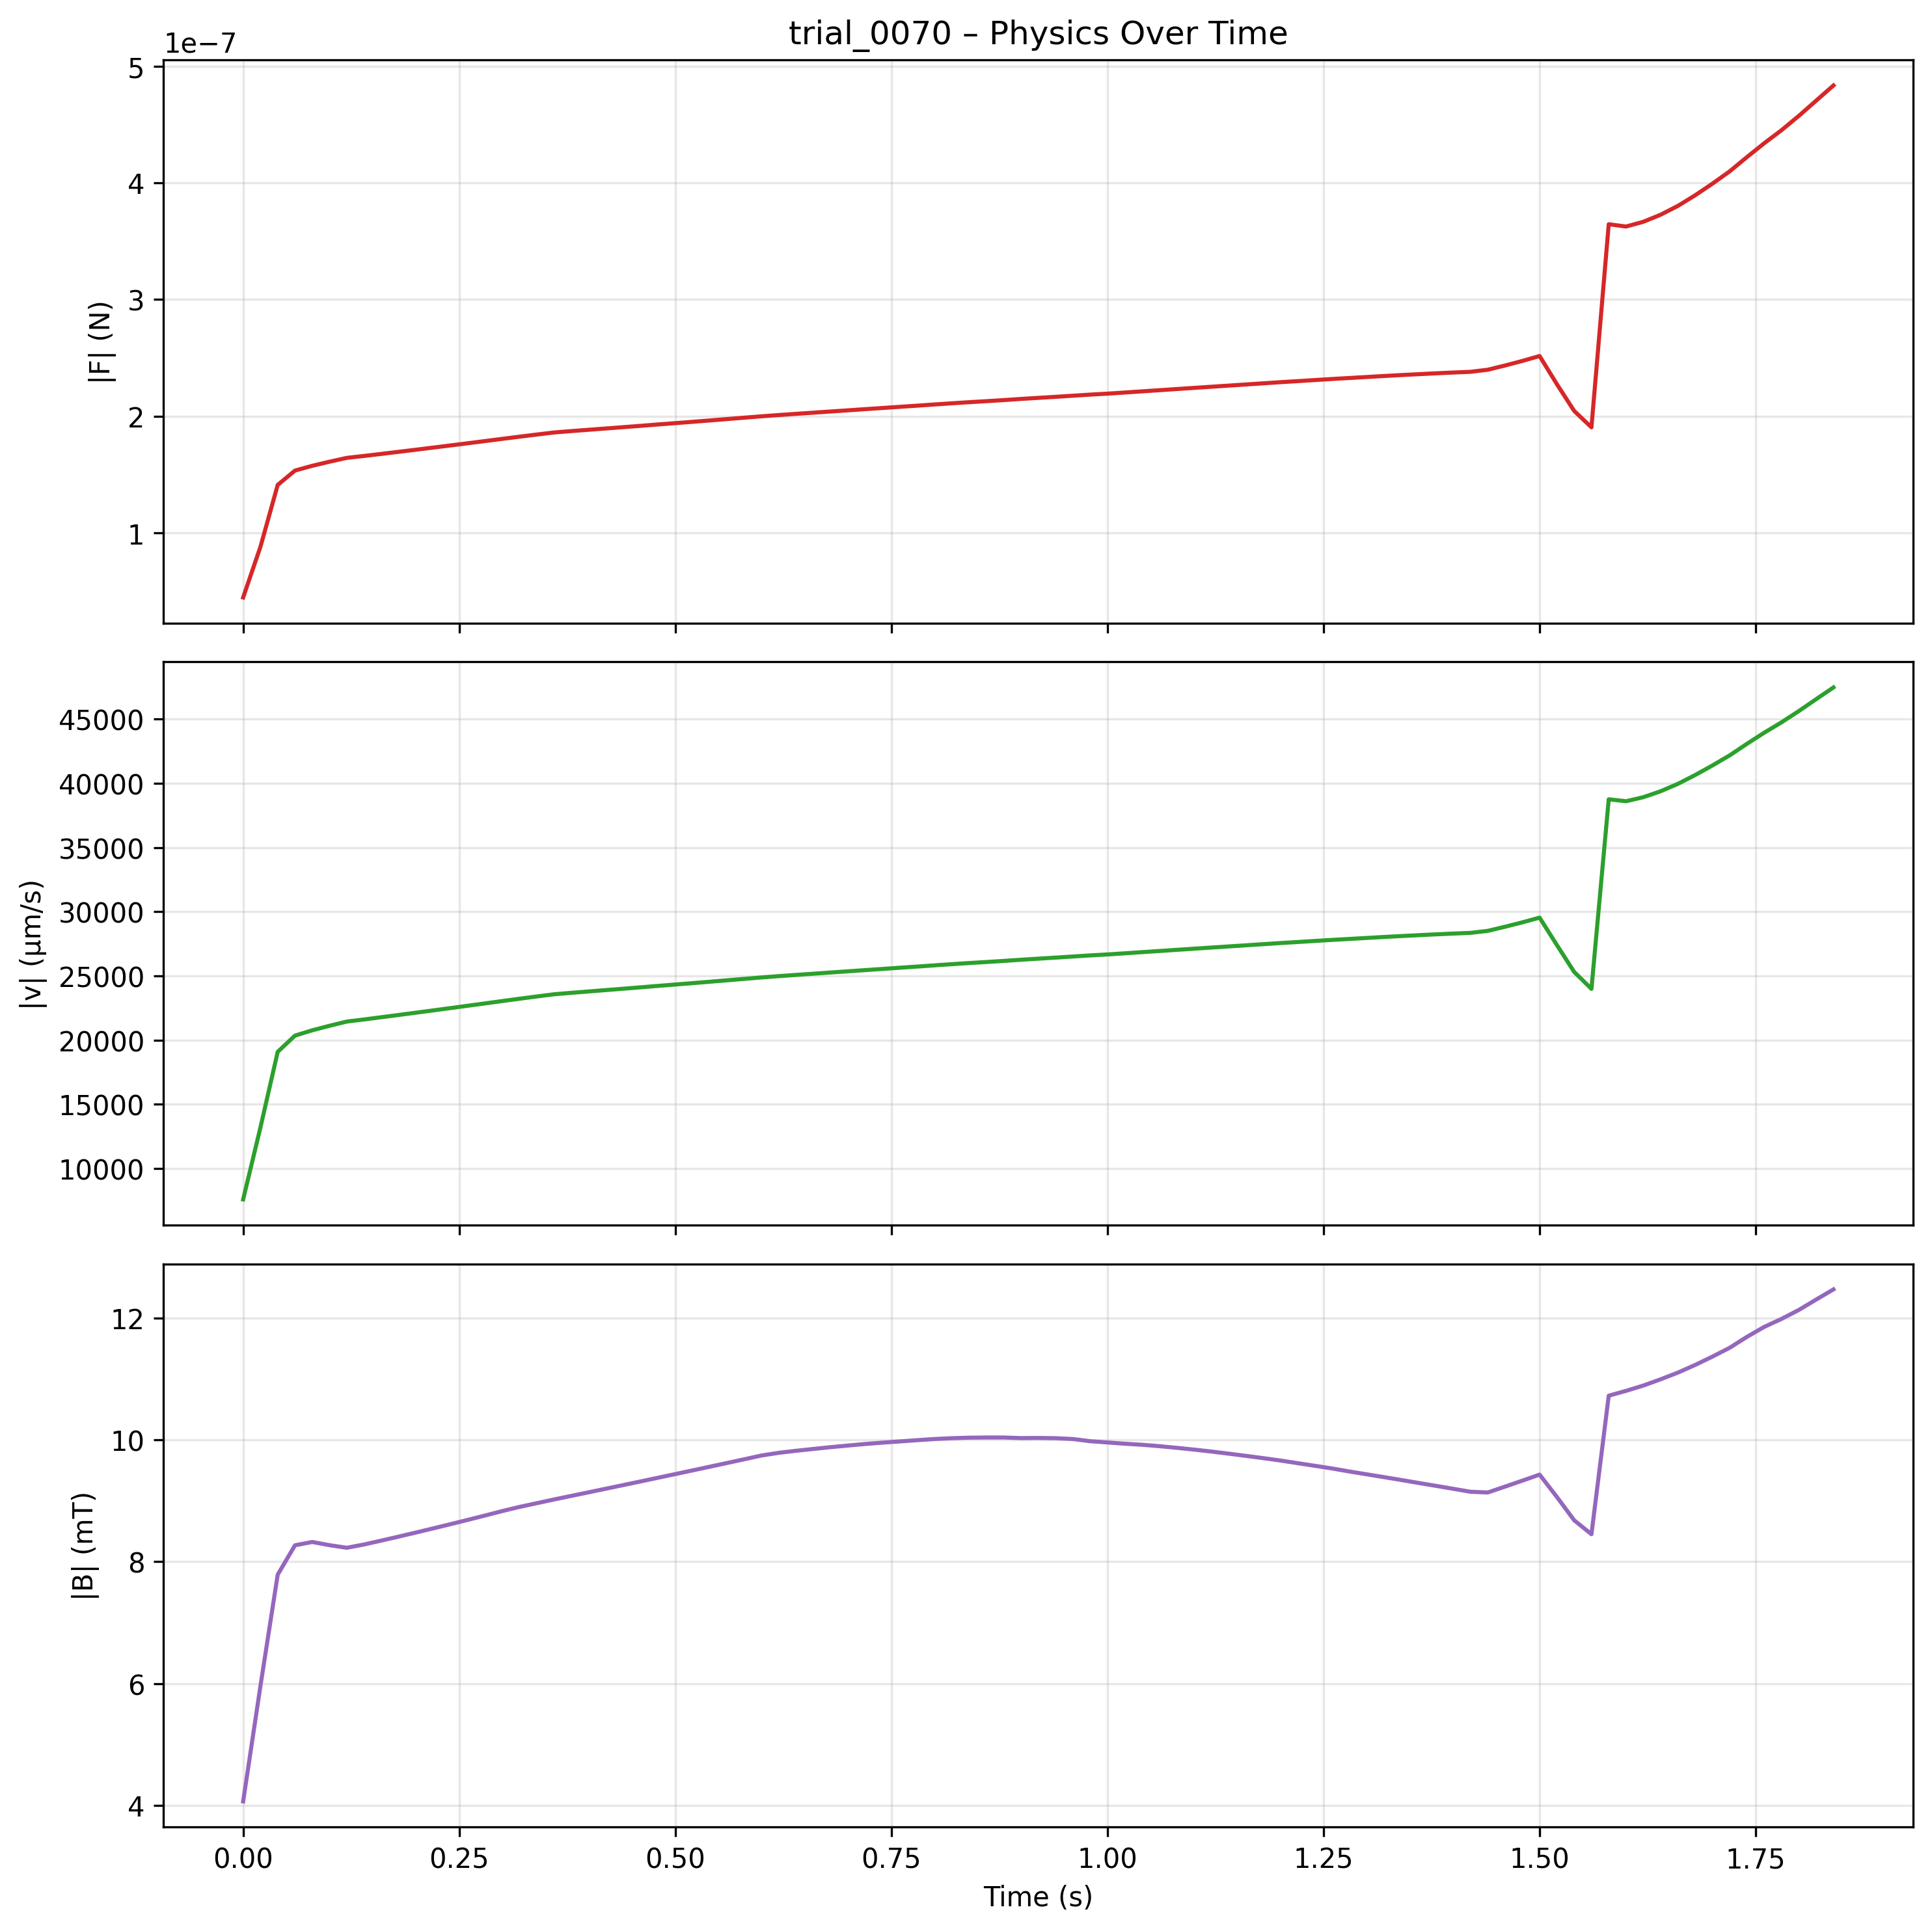 trial_0070 – Physics Over Time
1e−7
5
4
3
2
1
|F| (N)
45000
40000
35000
30000
25000
20000
15000
10000
|v| (μm/s)
12
10
8
6
4
|B| (mT)
0.00 0.25 0.50 0.75 1.00 1.25 1.50 1.75
Time (s)